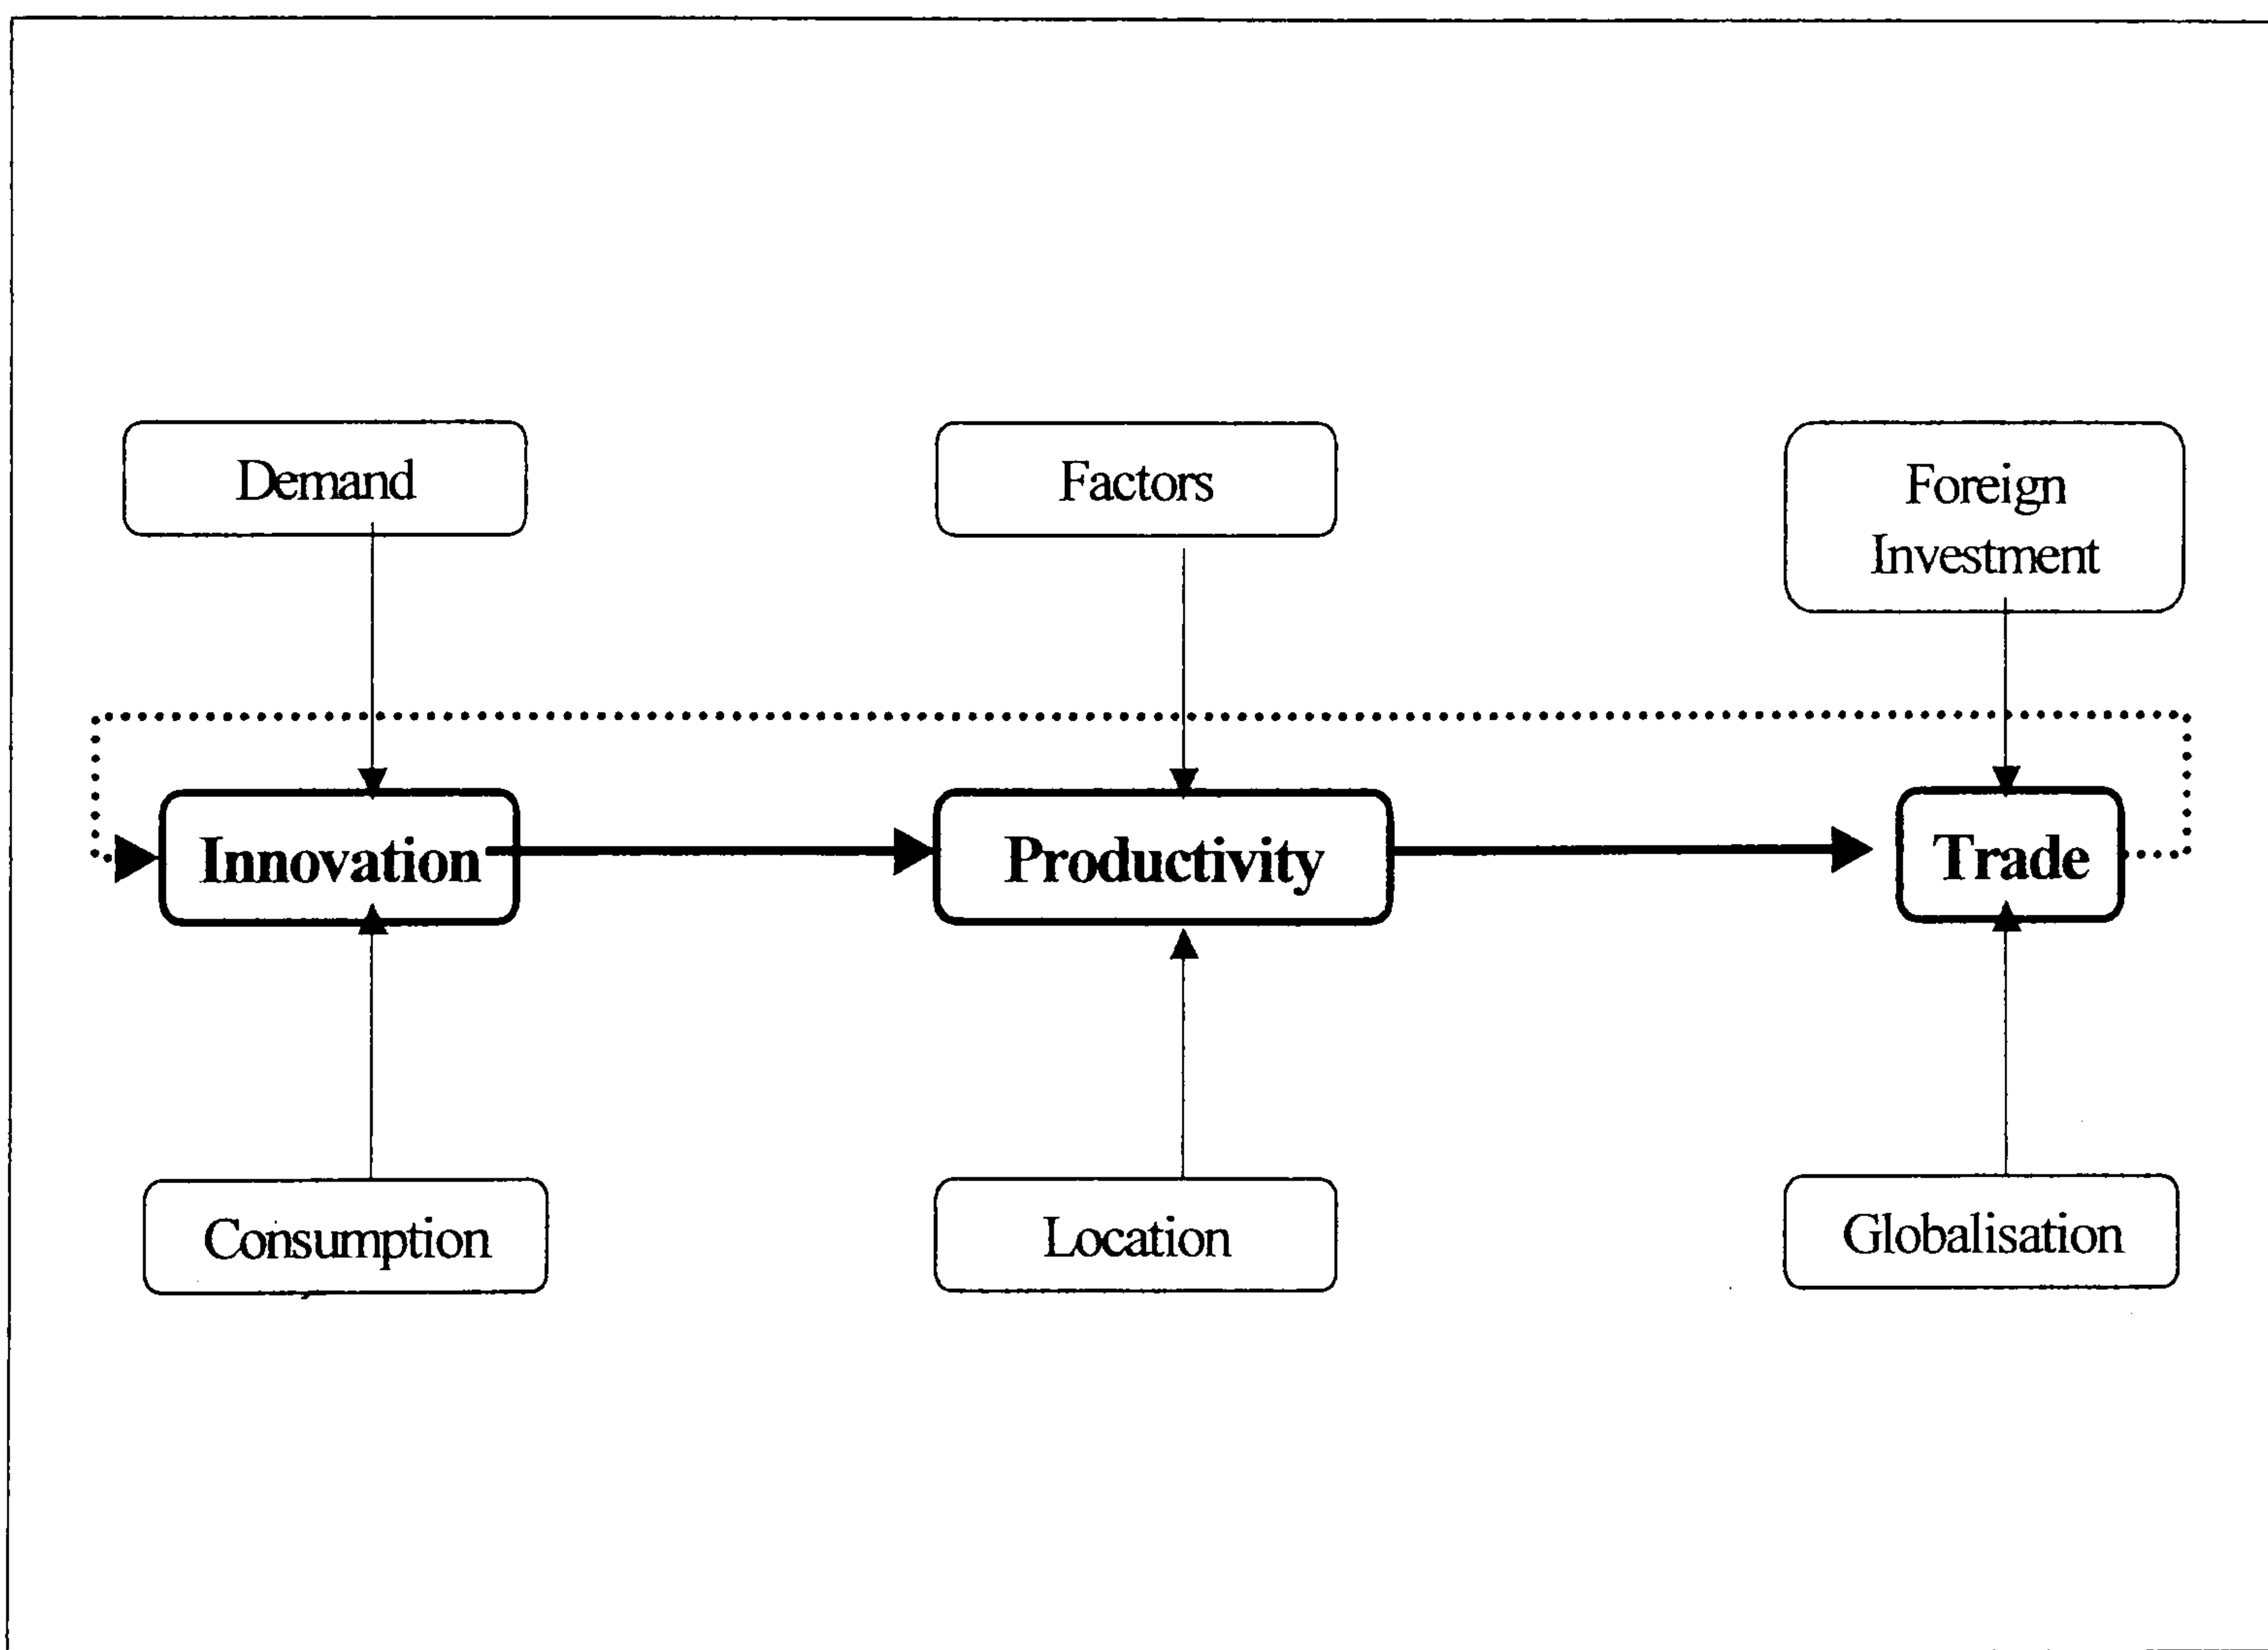 Demand
Factors
Foreign
Investment
Innovation
Productivity
Trade
Consumption
Location
Globalisation